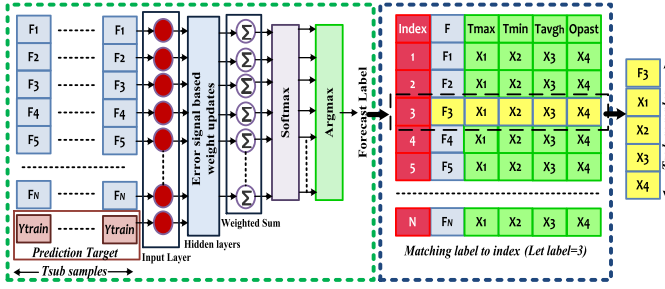 F1 F1
F2 F2
F3 F3
F4 F4
F5 F5
FN FN
Ytrain Ytrain
Prediction Target
Tsub samples
Input Layer
Error signal based
weight updates
Hidden layers
Σ
Σ
Σ
Σ
Σ
Σ
Weighted Sum
Softmax
Argmax
Forecast Label
Index F Tmax Tmin Tavgh Opast
1 F1 X1 X2 X3 X4
2 F2 X1 X2 X3 X4
3 F3 X1 X2 X3 X4
4 F4 X1 X2 X3 X4
5 F5 X1 X2 X3 X4
N FN X1 X2 X3 X4
Matching label to index (Let label=3)
F3
X1
X2
X3
X4